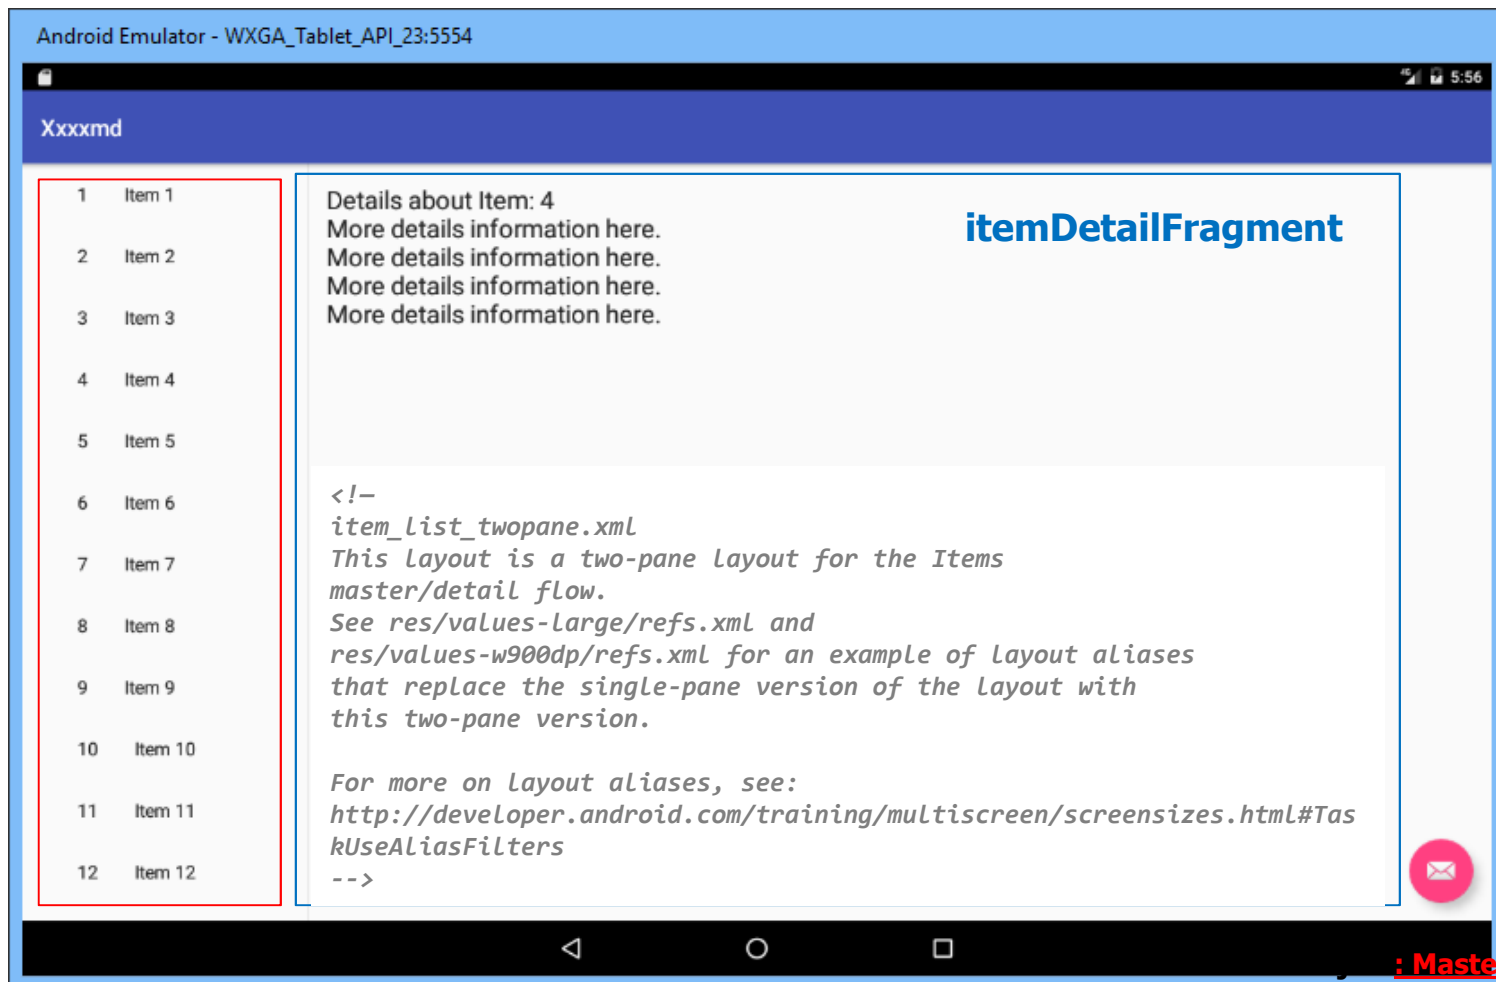 Android Emulator - WXGA_Tablet_API_23:5554
4G 5:56
Xxxxmd
1 Item 1
2 Item 2
3 Item 3
4 Item 4
5 Item 5
6 Item 6
7 Item 7
8 Item 8
9 Item 9
10 Item 10
11 Item 11
12 Item 12
Details about Item: 4
More details information here.
More details information here.
More details information here.
More details information here.
itemDetailFragment
<!—
item_list_twopane.xml
This layout is a two-pane layout for the Items
master/detail flow.
See res/values-large/refs.xml and
res/values-w900dp/refs.xml for an example of layout aliases
that replace the single-pane version of the layout with
this two-pane version.
For more on layout aliases, see:
http://developer.android.com/training/multiscreen/screensizes.html#Tas
kUseAliasFilters
-->
: Maste